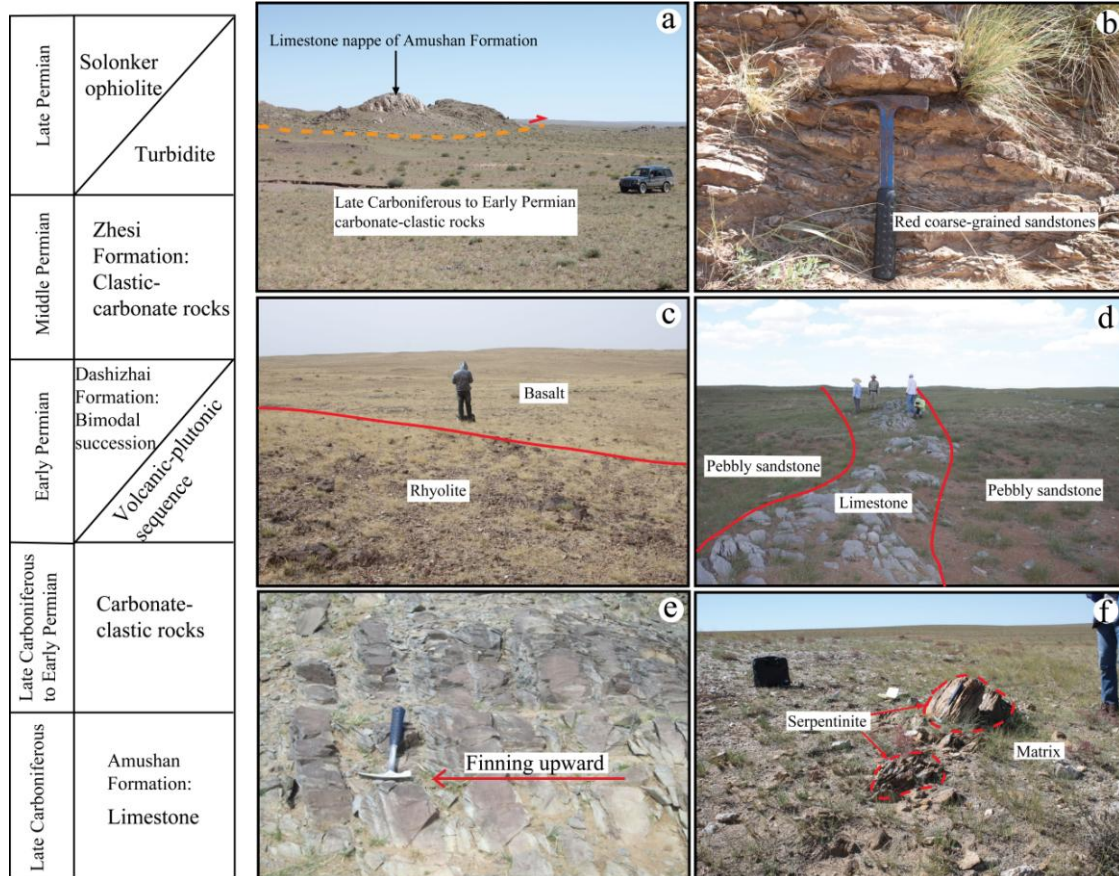 Late Permian
Solonker
ophiolite
Turbidite
Middle Permian
Zhesi
Formation:
Clastic-
carbonate rocks
Early Permian
Dashizhai
Formation:
Bimodal
succession
Volcanic-plutonic
sequence
Late Carboniferous
to Early Permian
Carbonate-
clastic rocks
Late Carboniferous
Amushan
Formation:
Limestone
a
Limestone nappe of Amushan Formation
Late Carboniferous to Early Permian
carbonate-clastic rocks
b
Red coarse-grained sandstones
c
Basalt
Rhyolite
d
Pebbly sandstone
Limestone
Pebbly sandstone
e
Finning upward
f
Serpentinite
Matrix